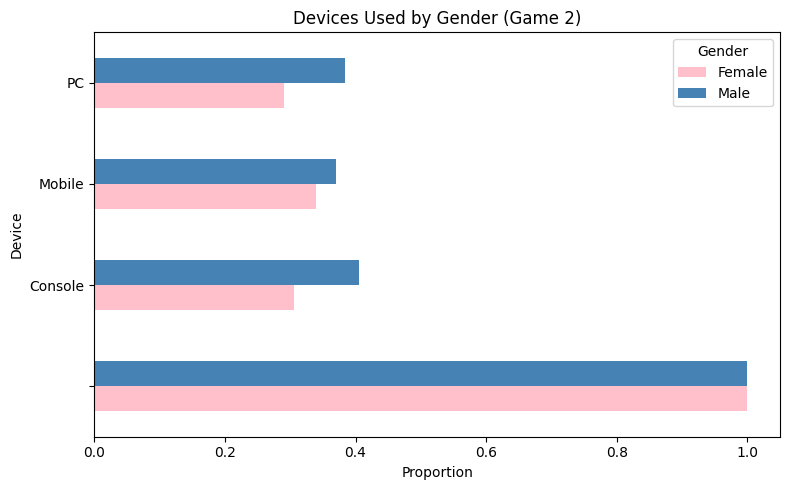 Devices Used by Gender (Game 2)
Gender
Female
Male
PC
Mobile
Console
Device
0.0 0.2 0.4 0.6 0.8 1.0
Proportion